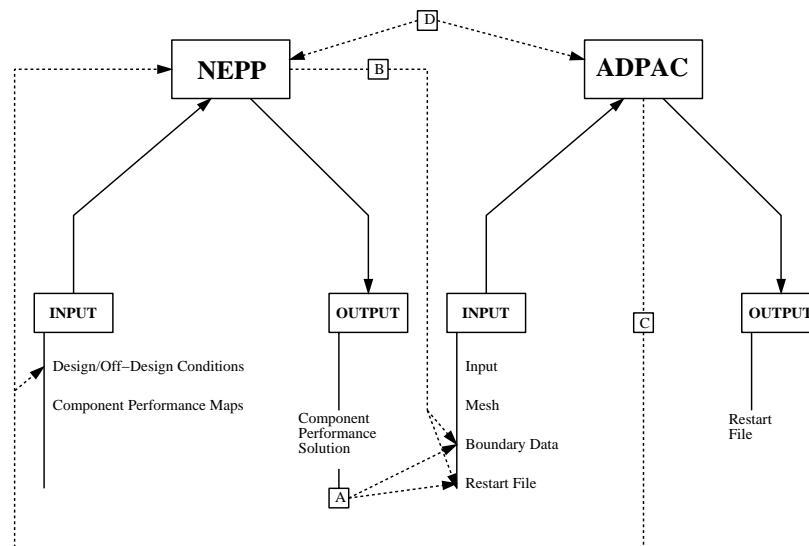 D
NEPP
B
ADPAC
INPUT
OUTPUT
INPUT
C
OUTPUT
Design/Off−Design Conditions
Component Performance Maps
Component
Performance
Solution
A
Input
Mesh
Boundary Data
Restart File
Restart
File